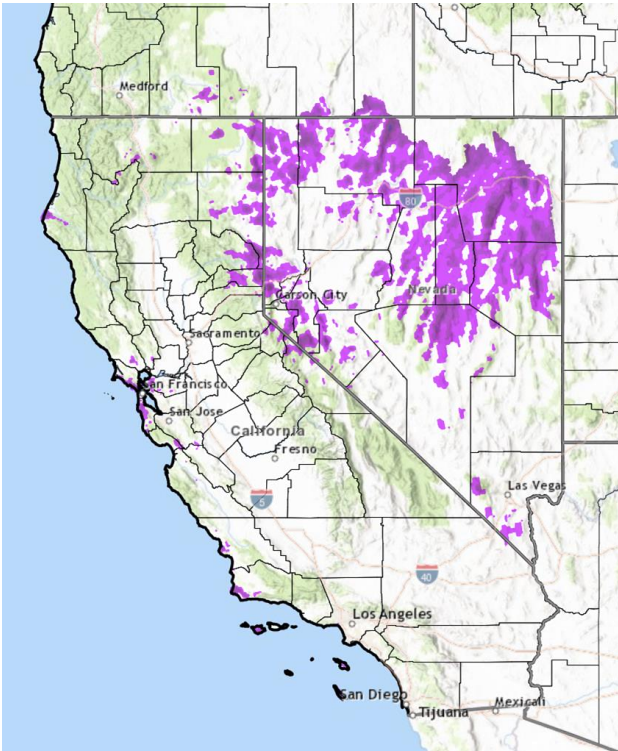 Medford
80
Nevada
Carson City
Sacramento
San Francisco
San Jose
California
Fresno
Las Vegas
5
40
Los Angeles
San Diego
Mexicali
Tijuana